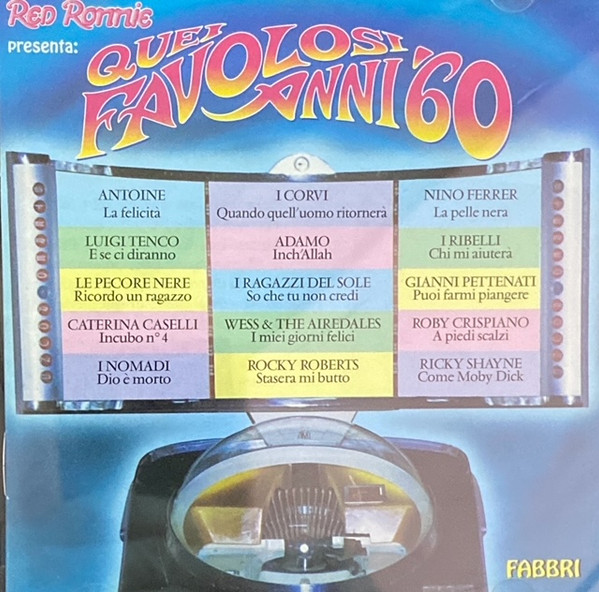 RED RONNIE
presenta:
QUEI
FAVOLOSI
ANNI '60
ANTOINE
La felicità
I CORVI
Quando quell'uomo ritornerà
NINO FERRER
La pelle nera
LUIGI TENCO
E se ci diranno
ADAMO
Inch'Allah
I RIBELLI
Chi mi aiuterà
LE PECORE NERE
Ricordo un ragazzo
I RAGAZZI DEL SOLE
So che tu non credi
GIANNI PETTENATI
Puoi farmi piangere
CATERINA CASELLI
Incubo n° 4
WESS & THE AIREDALES
I miei giorni felici
ROBY CRISPIANO
A piedi scalzi
I NOMADI
Dio è morto
ROCKY ROBERTS
Stasera mi butto
RICKY SHAYNE
Come Moby Dick
AMI
FABBRI